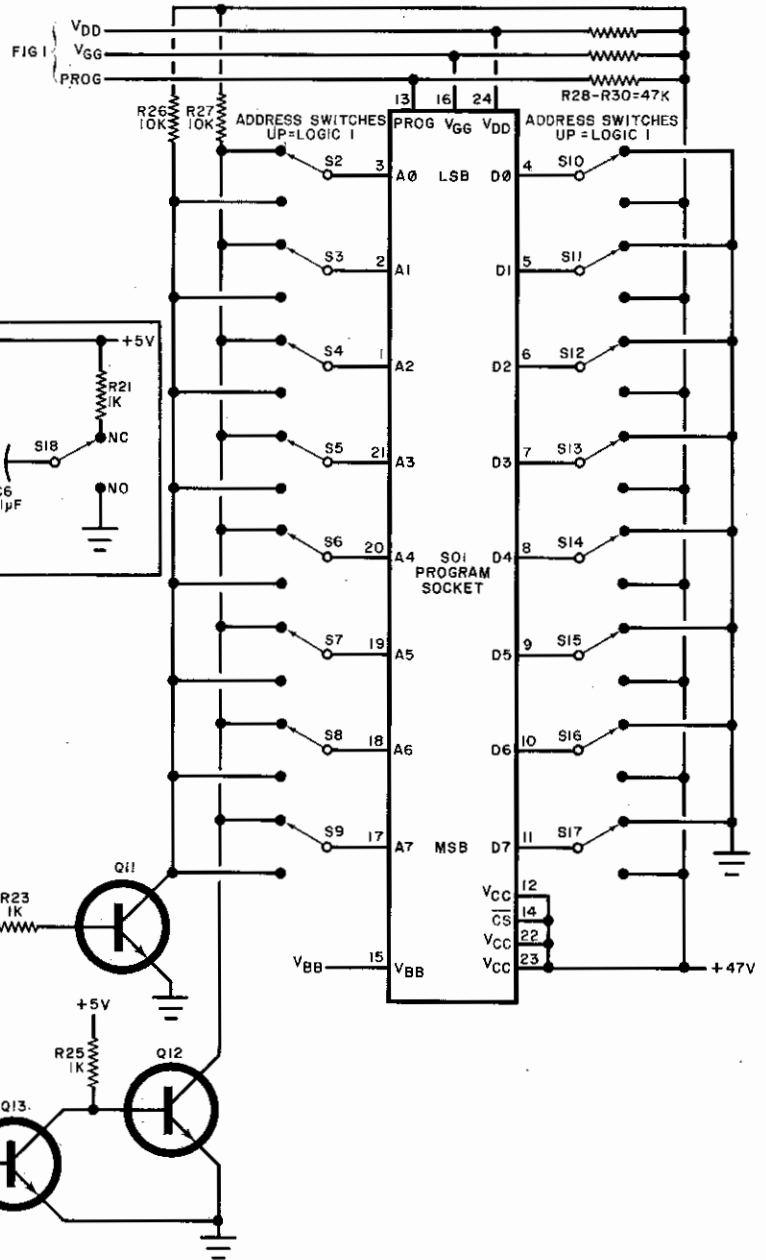 VDD
FIG 1
VGG
PROG
R28-R30=47K
R26
10K
R27
10K
ADDRESS SWITCHES
UP=LOGIC 1
13
16
24
PROG
VGG
VDD
ADDRESS SWITCHES
UP=LOGIC 1
S2
3
AØ
LSB
DØ
4
S10
S3
2
A1
D1
5
S11
S4
1
A2
D2
6
S12
S5
21
A3
D3
7
S13
S6
20
A4
SO1
PROGRAM
SOCKET
D4
8
S14
S7
19
A5
D5
9
S15
S8
18
A6
D6
10
S16
S9
17
A7
MSB
D7
11
S17
+5V
R21
1K
S18
NC
NO
Q11
R23
1K
VCC
12
CS
14
VCC
22
VCC
23
+47V
VBB
15
VBB
+5V
R25
1K
Q12
Q13